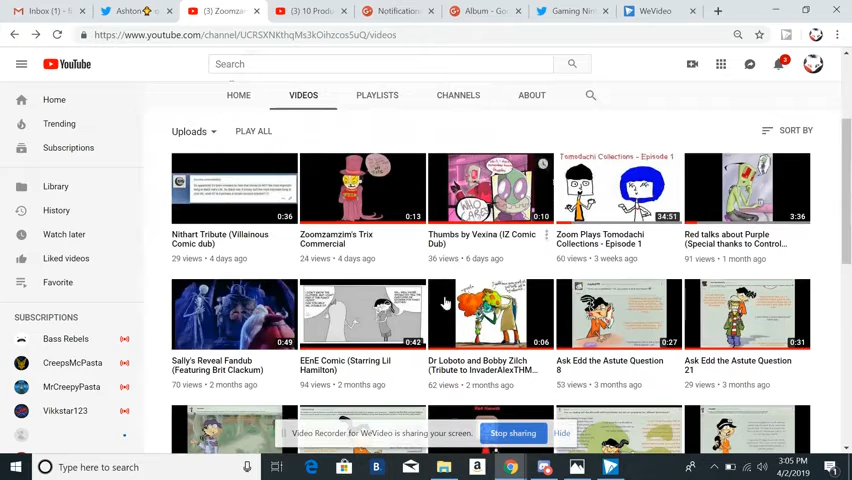 Inbox (1) -
Ashton
(3) Zoomzam
(3) 10 Produ
Notification
Album - Goo
Gaming Nin
WeVideo
https://www.youtube.com/channel/UCRSXNKthqMs3kOihzcos5uQ/videos
YouTube
Search
3
HOME
VIDEOS
PLAYLISTS
CHANNELS
ABOUT
Home
Trending
Subscriptions
Library
History
Watch later
Liked videos
Favorite
SUBSCRIPTIONS
Bass Rebels
CreepsMcPasta
MrCreepyPasta
Vikkstar123
Uploads
PLAY ALL
SORT BY
0:36
0:13
WHO CARES
0:10
Tomodachi Collections - Episode 1
34:51
3:36
Nithart Tribute (Villainous
Comic dub)
29 views • 4 days ago
Zoomzamzim's Trix
Commercial
24 views • 4 days ago
Thumbs by Vexina (IZ Comic
Dub)
36 views • 6 days ago
Zoom Plays Tomodachi
Collections - Episode 1
60 views • 3 weeks ago
Red talks about Purple
(Special thanks to Control...
91 views • 1 month ago
0:49
0:42
0:06
0:27
0:31
Sally's Reveal Fandub
(Featuring Brit Clackum)
70 views • 2 months ago
EEnE Comic (Starring Lil
Hamilton)
94 views • 2 months ago
Dr Loboto and Bobby Zilch
(Tribute to InvaderAlexTHM...
62 views • 2 months ago
Ask Edd the Astute Question
8
53 views • 3 months ago
Ask Edd the Astute Question
21
39 views • 3 months ago
Video Recorder for WeVideo is sharing your screen.
Stop sharing
Hide
Type here to search
3:05 PM
4/2/2019